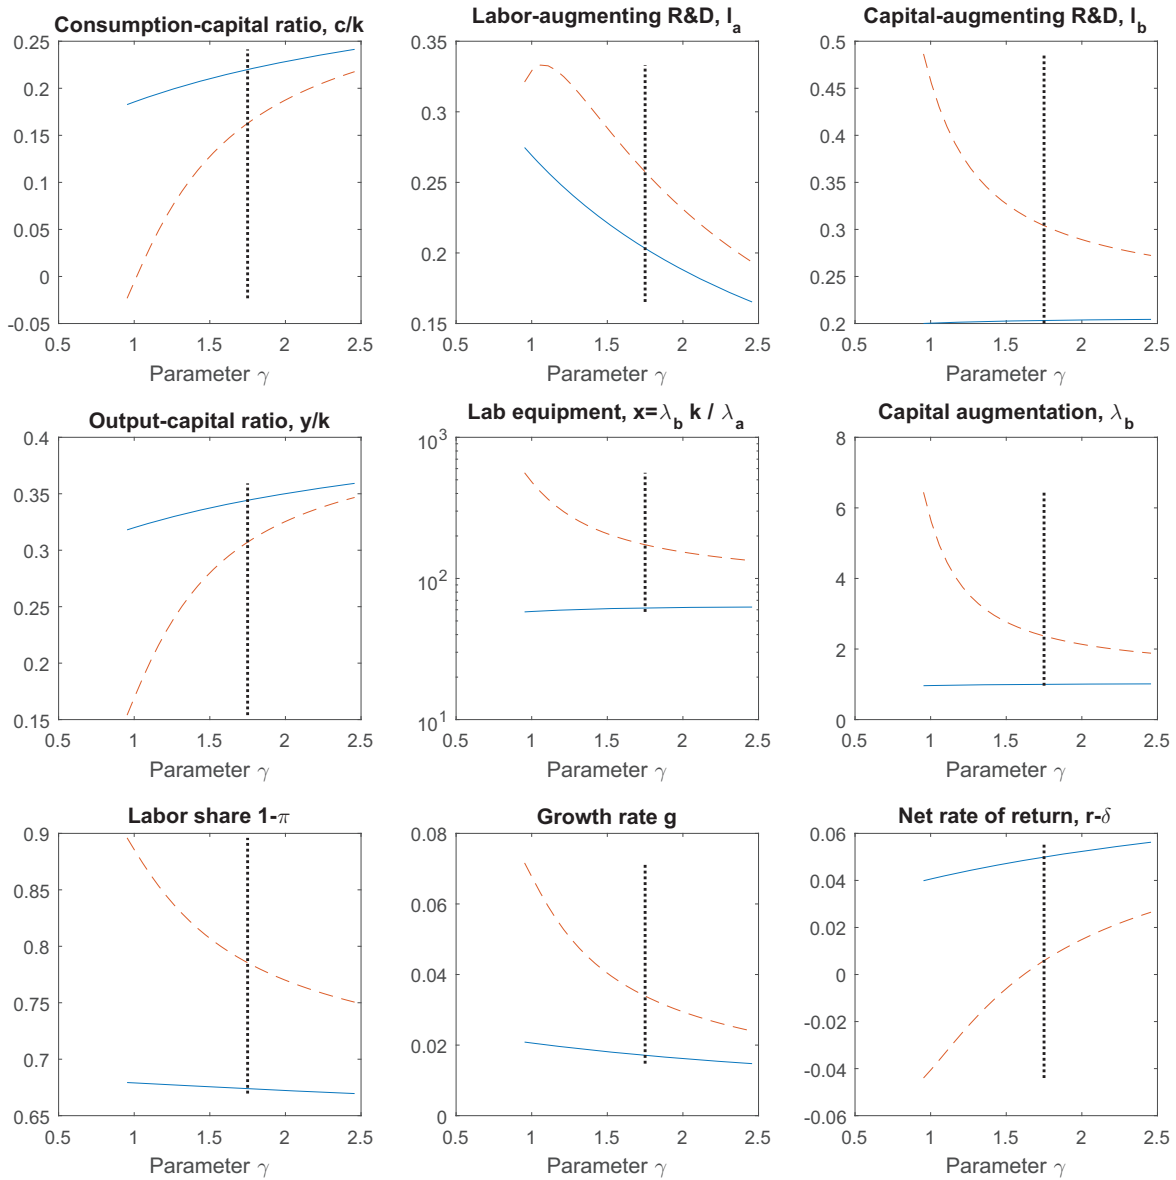 Consumption-capital ratio, c/k
0.25
0.2
0.15
0.1
0.05
0
-0.05
0.5 1 1.5 2 2.5
Parameter γ
Labor-augmenting R&D, l_a
0.35
0.3
0.25
0.2
0.15
0.5 1 1.5 2 2.5
Parameter γ
Capital-augmenting R&D, l_b
0.5
0.45
0.4
0.35
0.3
0.25
0.2
0.5 1 1.5 2 2.5
Parameter γ
Output-capital ratio, y/k
0.4
0.35
0.3
0.25
0.2
0.15
0.5 1 1.5 2 2.5
Parameter γ
Lab equipment, x=λ_b k / λ_a
10^3
10^2
10^1
0.5 1 1.5 2 2.5
Parameter γ
Capital augmentation, λ_b
8
6
4
2
0
0.5 1 1.5 2 2.5
Parameter γ
Labor share 1-π
0.9
0.85
0.8
0.75
0.7
0.65
0.5 1 1.5 2 2.5
Parameter γ
Growth rate g
0.08
0.06
0.04
0.02
0
0.5 1 1.5 2 2.5
Parameter γ
Net rate of return, r-δ
0.06
0.04
0.02
0
-0.02
-0.04
-0.06
0.5 1 1.5 2 2.5
Parameter γ